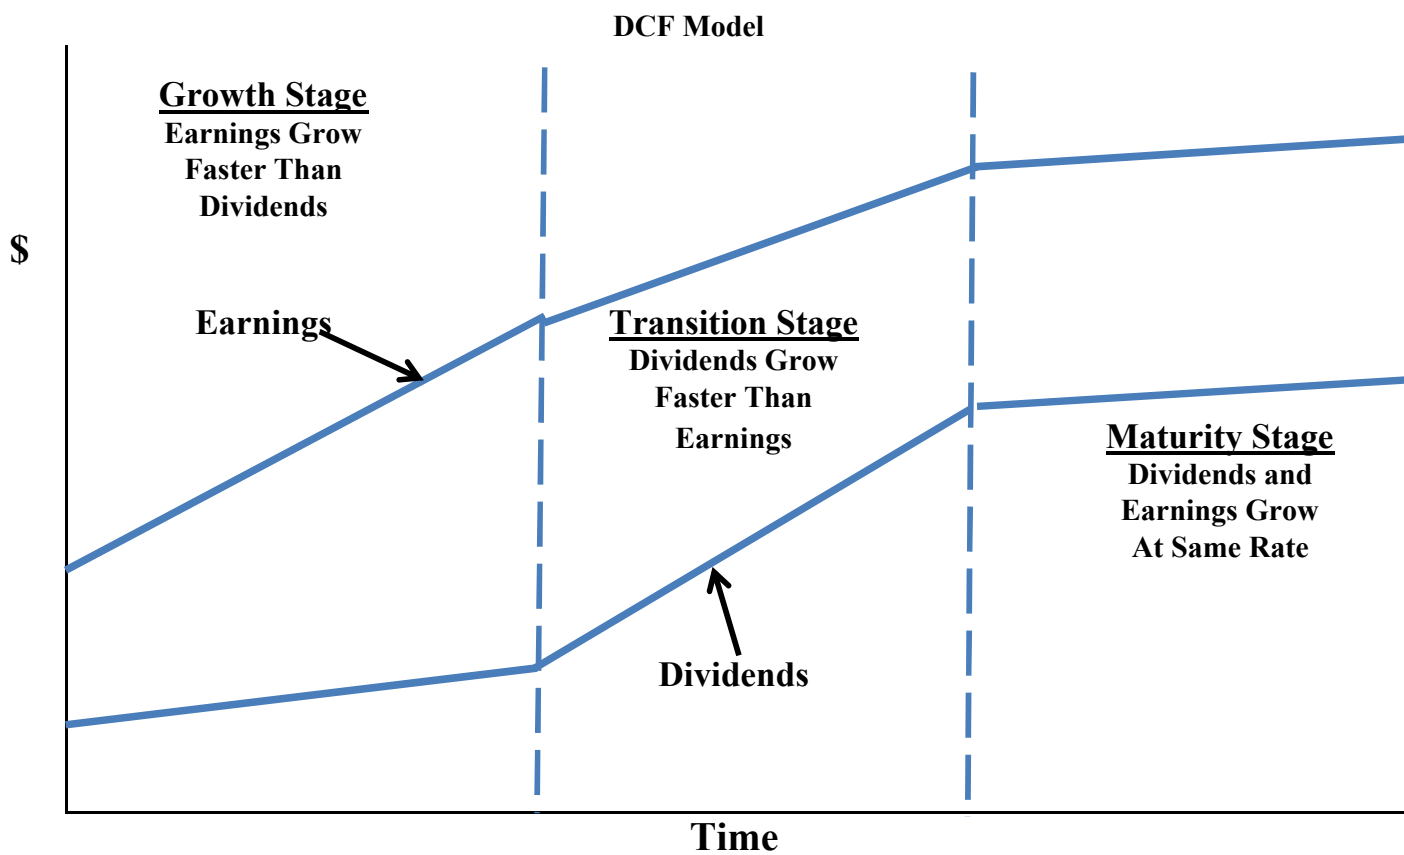 DCF Model
Growth Stage
Earnings Grow
Faster Than
Dividends
$
Earnings
Transition Stage
Dividends Grow
Faster Than
Earnings
Maturity Stage
Dividends and
Earnings Grow
At Same Rate
Dividends
Time